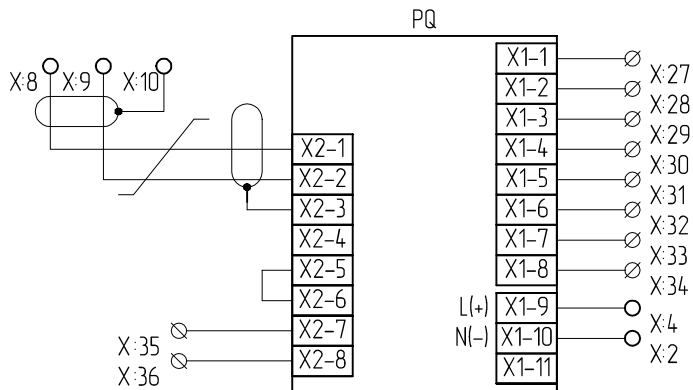 PQ
X:8 X:9 X:10
X1-1
X:27
X1-2
X:28
X1-3
X:29
X2-1
X1-4
X:30
X2-2
X1-5
X:31
X2-3
X1-6
X:32
X2-4
X1-7
X:33
X2-5
X1-8
X:34
X2-6
L(+) X1-9
X:4
X2-7
N(-) X1-10
X:35
X:2
X2-8
X1-11
X:36